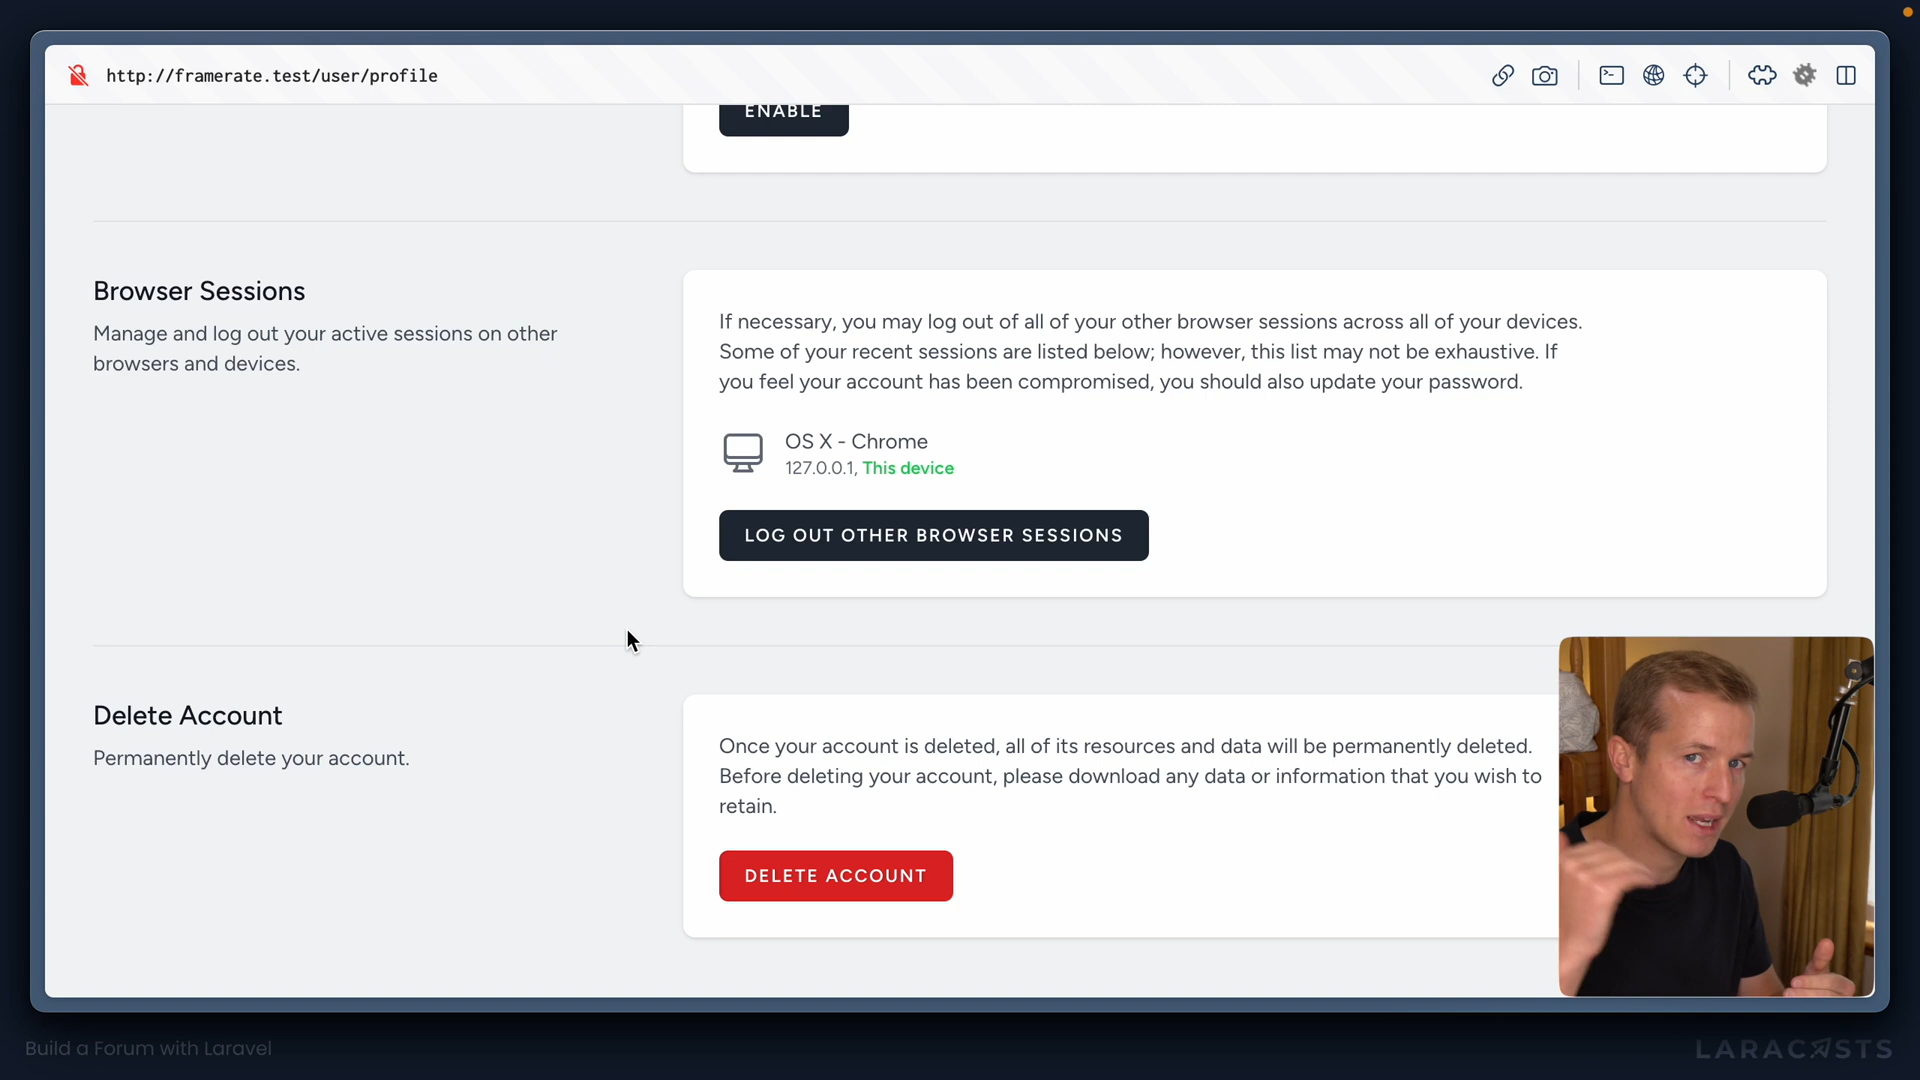 http://framerate.test/user/profile
ENABLE
Browser Sessions
Manage and log out your active sessions on other
browsers and devices.
If necessary, you may log out of all of your other browser sessions across all of your devices.
Some of your recent sessions are listed below; however, this list may not be exhaustive. If
you feel your account has been compromised, you should also update your password.
OS X - Chrome
127.0.0.1, This device
LOG OUT OTHER BROWSER SESSIONS
Delete Account
Permanently delete your account.
Once your account is deleted, all of its resources and data will be permanently deleted.
Before deleting your account, please download any data or information that you wish to
retain.
DELETE ACCOUNT
Build a Forum with Laravel
LARACASTS